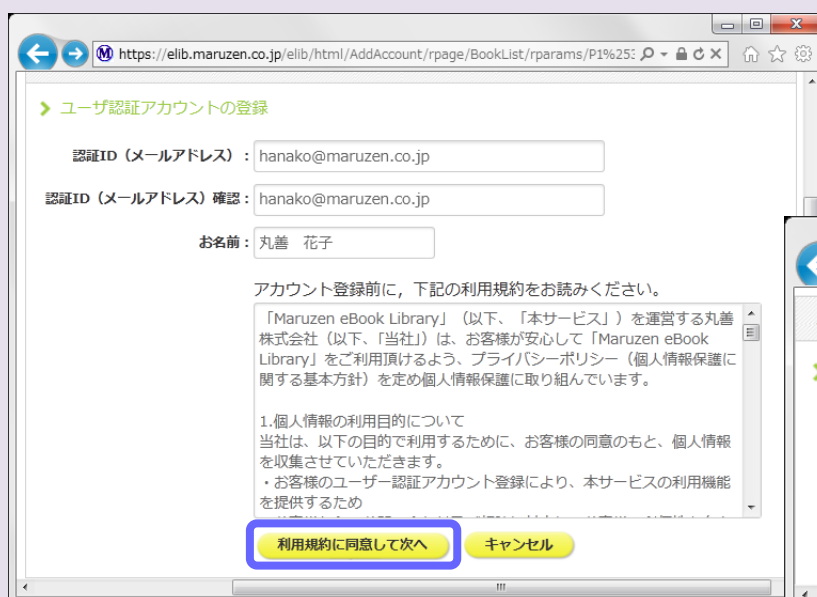 https://elib.maruzen.co.jp/elib/html/AddAccount/rpage/BookList/rparams/P1%253
ユーザ認証アカウントの登録
認証ID（メールアドレス）： hanako@maruzen.co.jp
認証ID（メールアドレス）確認： hanako@maruzen.co.jp
お名前： 丸善　花子
アカウント登録前に，下記の利用規約をお読みください。
「Maruzen eBook Library」（以下、「本サービス」）を運営する丸善
株式会社（以下、「当社」）は、お客様が安心して「Maruzen eBook
Library」をご利用頂けるよう、プライバシーポリシー（個人情報保護に
関する基本方針）を定め個人情報保護に取り組んでいます。
1.個人情報の利用目的について
当社は、以下の目的で利用するために、お客様の同意のもと、個人情報
を収集させていただきます。
・お客様のユーザー認証アカウント登録により、本サービスの利用機能
を提供するため
利用規約に同意して次へ キャンセル